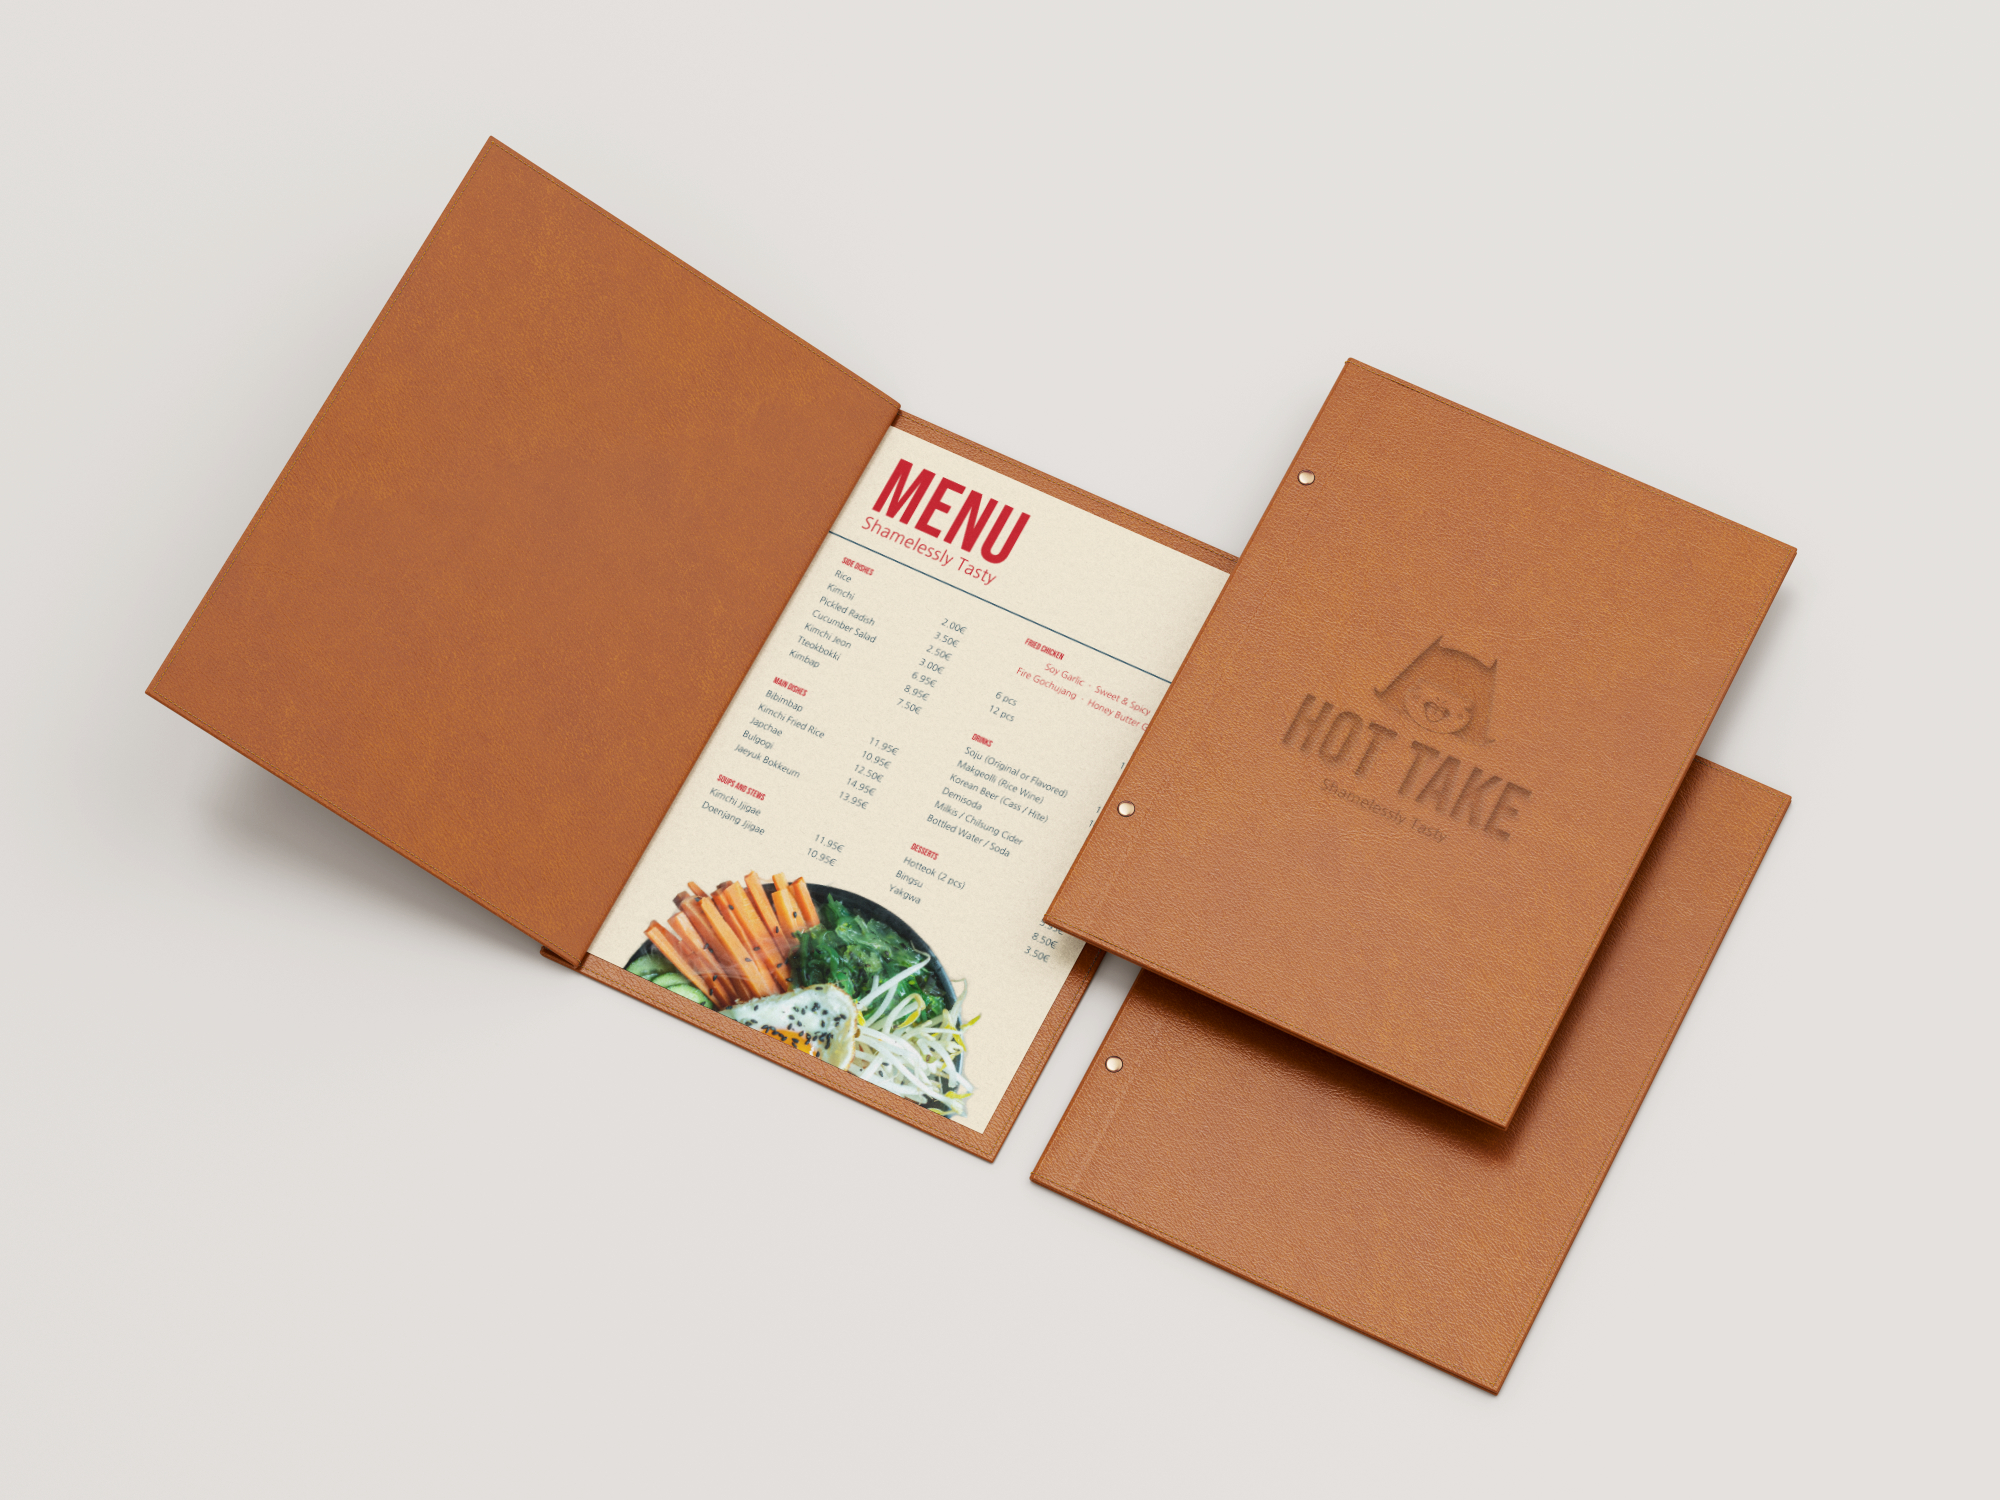 MENU
Shamelessly Tasty
SIDE DISHES
Rice 2.00€
Kimchi 3.50€
Pickled Radish 2.50€
Cucumber Salad 3.00€
Kimchi Jeon 6.95€
Tteokbokki 8.95€
Kimbap 7.50€
MAIN DISHES
Bibimbap 11.95€
Kimchi Fried Rice 10.95€
Japchae 12.50€
Bulgogi 14.95€
Jaeyuk Bokkeum 13.95€
SOUPS AND STEWS
Kimchi Jjigae 11.95€
Doenjang Jjigae 10.95€
FRIED CHICKEN
Soy Garlic · Sweet & Spicy
Fire Gochujang · Honey Butter
6 pcs
12 pcs
DRINKS
Soju (Original or Flavored)
Makgeolli (Rice Wine)
Korean Beer (Cass / Hite)
Demisoda
Milkis / Chilsung Cider
Bottled Water / Soda
DESSERTS
Hotteok (2 pcs)
Bingsu 8.50€
Yakgwa 3.50€
HOT TAKE
Shamelessly Tasty